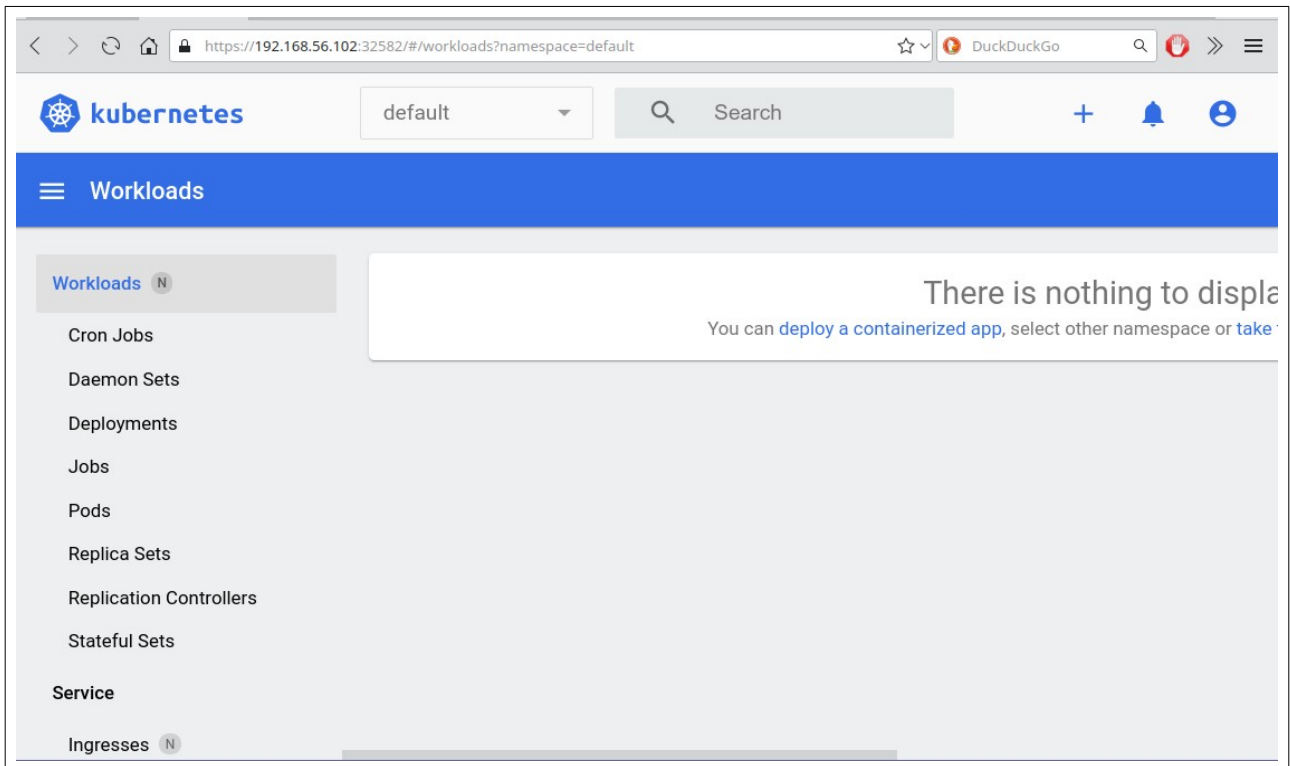 https://192.168.56.102:32582/#/workloads?namespace=default DuckDuckGo
kubernetes default Search
Workloads
Workloads N
There is nothing to displa
You can deploy a containerized app, select other namespace or take
Cron Jobs
Daemon Sets
Deployments
Jobs
Pods
Replica Sets
Replication Controllers
Stateful Sets
Service
Ingresses N